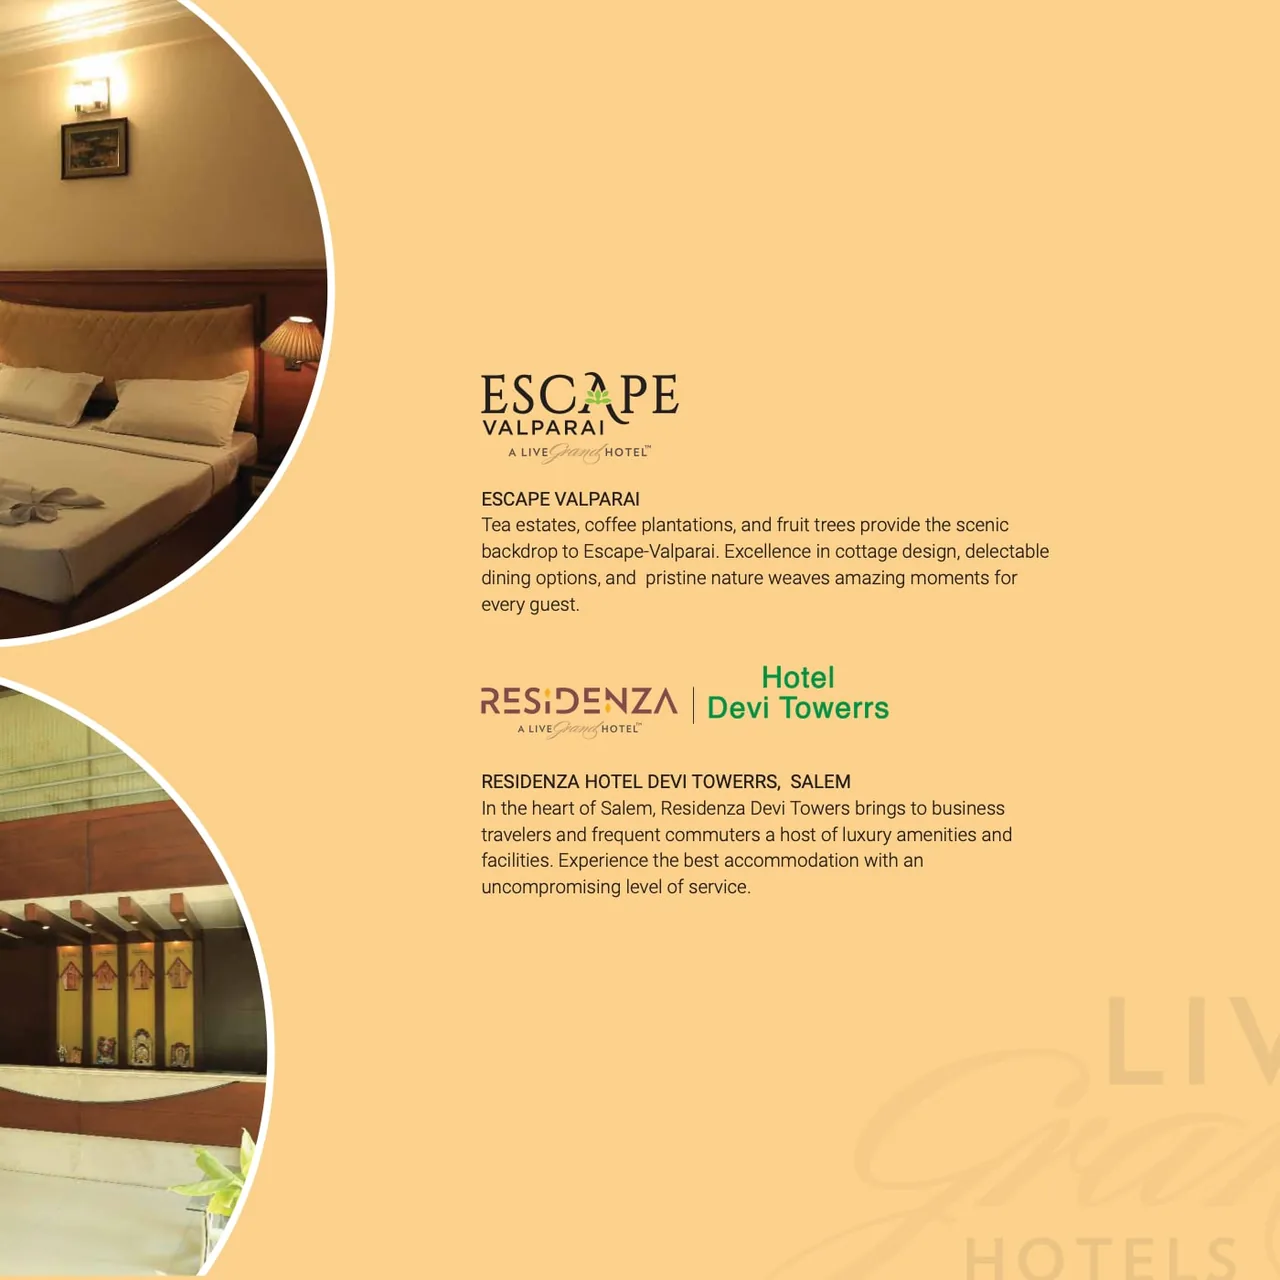 ESCAPE
VALPARAI
A LIVE Grand HOTEL™
ESCAPE VALPARAI
Tea estates, coffee plantations, and fruit trees provide the scenic
backdrop to Escape-Valparai. Excellence in cottage design, delectable
dining options, and  pristine nature weaves amazing moments for
every guest.
RESiDENZA
A LIVE Grand HOTEL™
Hotel
Devi Towerrs
RESIDENZA HOTEL DEVI TOWERRS,  SALEM
In the heart of Salem, Residenza Devi Towers brings to business
travelers and frequent commuters a host of luxury amenities and
facilities. Experience the best accommodation with an
uncompromising level of service.
LIV
Gran
HOTELS